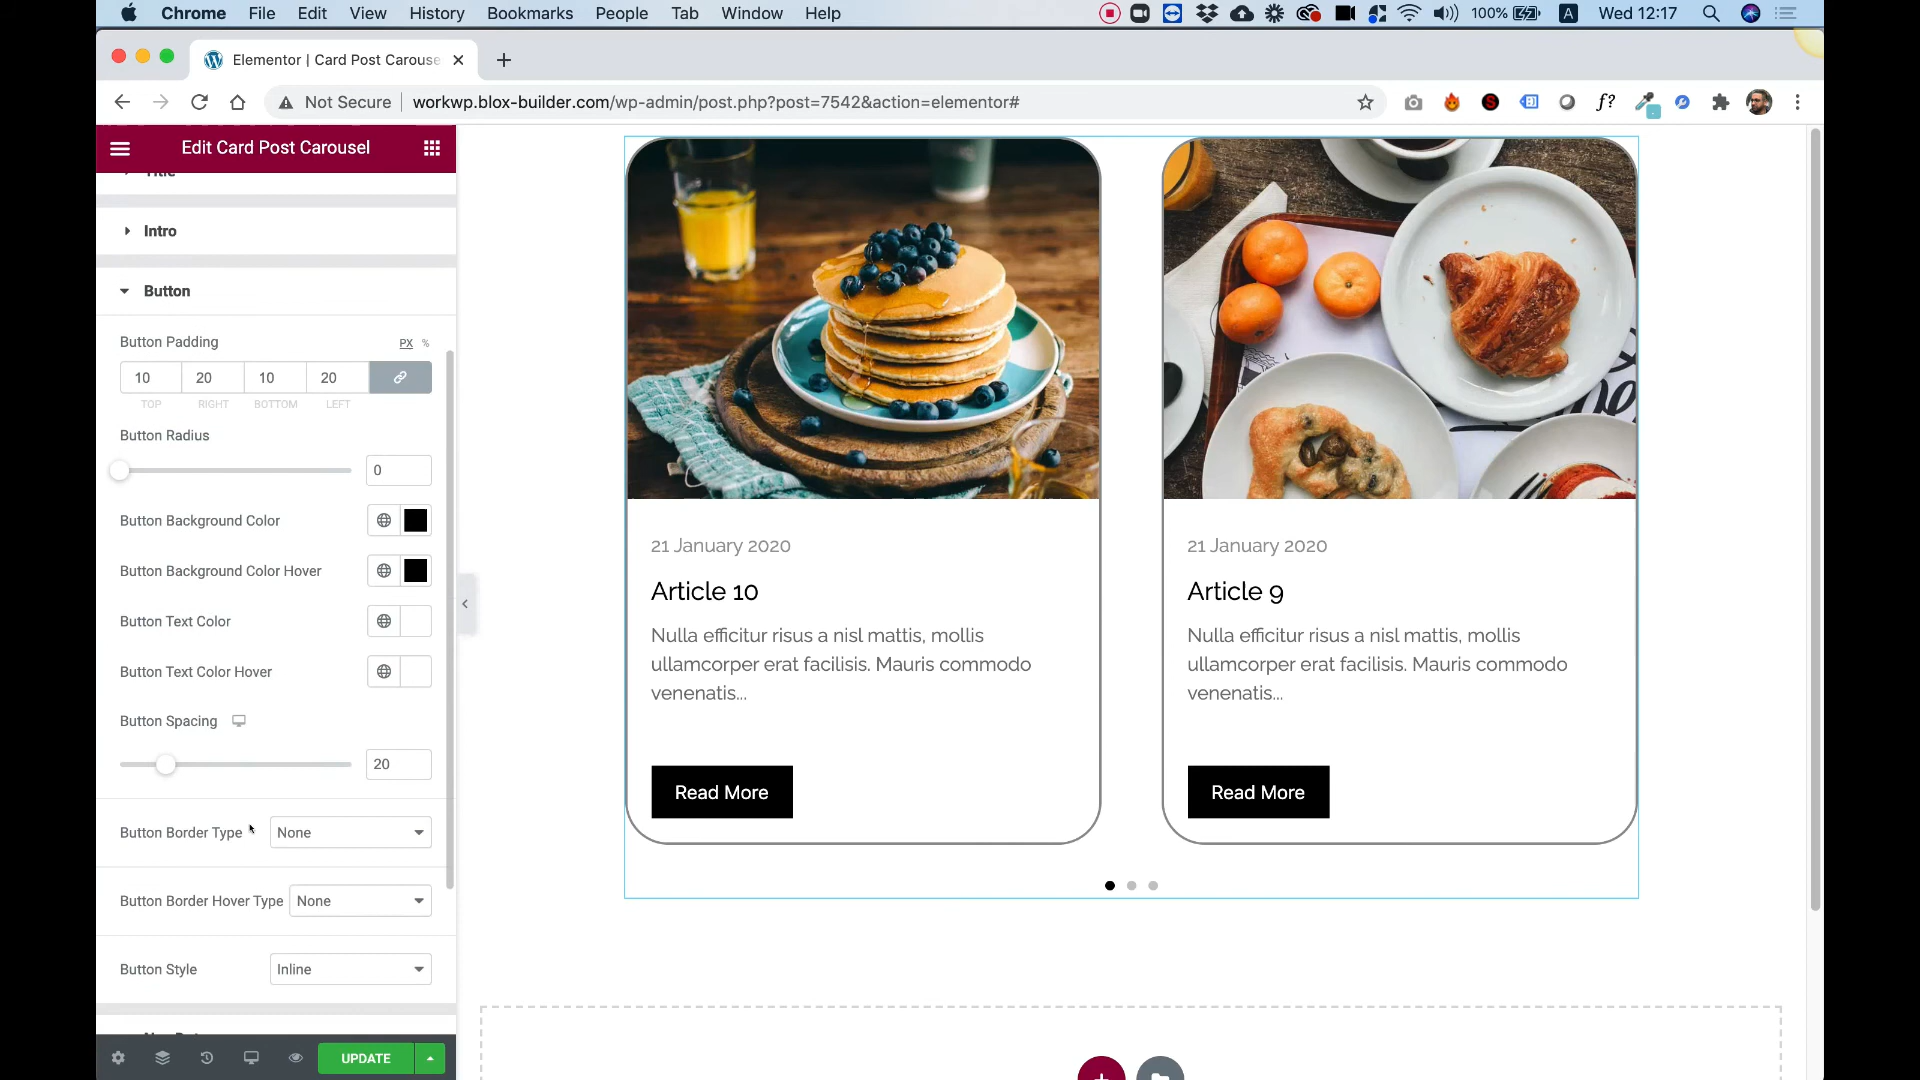 Chrome File Edit View History Bookmarks People Tab Window Help 100% A Wed 12:17
Elementor | Card Post Carouse
Not Secure workwp.blox-builder.com/wp-admin/post.php?post=7542&action=elementor#
Edit Card Post Carousel
Title
Intro
Button
Button Padding PX %
10 20 10 20
TOP RIGHT BOTTOM LEFT
Button Radius
0
Button Background Color
Button Background Color Hover
Button Text Color
Button Text Color Hover
Button Spacing
20
Button Border Type None
Button Border Hover Type None
Button Style Inline
UPDATE
21 January 2020
Article 10
Nulla efficitur risus a nisl mattis, mollis
ullamcorper erat facilisis. Mauris commodo
venenatis...
Read More
21 January 2020
Article 9
Nulla efficitur risus a nisl mattis, mollis
ullamcorper erat facilisis. Mauris commodo
venenatis...
Read More